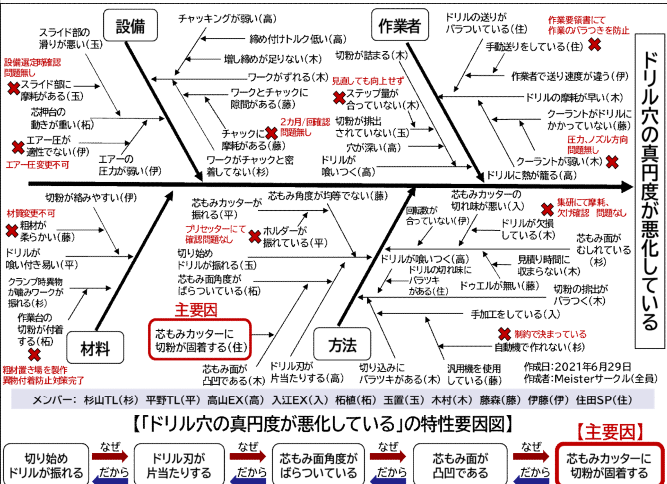 設備
作業者
ドリル穴の真円度が悪化している
スライド部の
滑りが悪い(玉)
設備選定時確認
問題無し
スライド部に
摩耗がある(玉)
芯押台の
動きが重い(柘)
エアー圧が
適性でない(伊)
エアー圧変更不可
エアーの
圧力が弱い(伊)
チャッキングが弱い(高)
締め付けトルク低い(高)
増し締めが足りない(木)
ワークがずれる(木)
ワークとチャックに
隙間がある(藤)
チャックに
摩耗がある(藤)
2カ月/回確認
問題無し
ワークがチャックと密
着してない(杉)
切粉が詰まる(木)
見直しても向上せず
ステップ量が
合っていない(木)
切粉が排出
されていない(玉)
穴が深い(高)
ドリルが
喰いつく(高)
ドリルの送りが
バラついている(住)
作業要領書にて
作業のバラつきを防止
手動送りをしている(住)
作業者で送り速度が違う(伊)
ドリルの摩耗が早い(木)
クーラントがドリルに
かかっていない(藤)
圧力、ノズル方向
問題無し
クーラントが弱い(木)
ドリルに熱が籠る(高)
切粉が絡みやすい(伊)
材質変更不可
粗材が
柔らかい(藤)
ドリルが
喰い付き易い(平)
クランプ時異物
が噛みワークが
振れる(杉)
作業台の
切粉が付着
する(柘)
粗材置き場を製作
異物付着防止対策完了
材料
芯もみ角度が均等でない(藤)
芯もみカッターが
振れる(平)
プリセッターにて
確認問題なし
ホルダーが
振れている(平)
切り始め
ドリルが振れる(玉)
芯もみ面角度が
ばらついている(柘)
主要因
芯もみカッターに
切粉が固着する(住)
芯もみ面が
凸凹である(木)
ドリル刃が
片当たりする(高)
方法
芯もみカッターの
切れ味が悪い(入)
集研にて摩耗、
欠け確認 問題なし
回転数が
合っていない(伊)
ドリルが欠損
している(木)
芯もみ面が
むしれている
(杉)
ドリルが喰いつく(高)
ドリルの切れ味に
バラツキ
がある(住)
見積り時間に
収まらない(木)
ドゥエルが無い(藤)
切粉の排出が
バラつく(木)
手加工をしている(入)
制約で決まっている
自動機で作れない(杉)
切り込みに
バラツキがある(木)
汎用機を使用
している(藤)
作成日:2021年6月29日
作成者:Meisterサークル(全員)
メンバー: 杉山TL(杉) 平野TL(平) 高山EX(高) 入江EX(入) 柘植(柘) 玉置(玉) 木村(木) 藤森(藤) 伊藤(伊) 住田SP(住)
【「ドリル穴の真円度が悪化している」の特性要因図】
【主要因】
切り始め
ドリルが振れる
なぜ
だから
ドリル刃が
片当たりする
なぜ
だから
芯もみ面角度が
ばらついている
なぜ
だから
芯もみ面が
凸凹である
なぜ
だから
芯もみカッターに
切粉が固着する